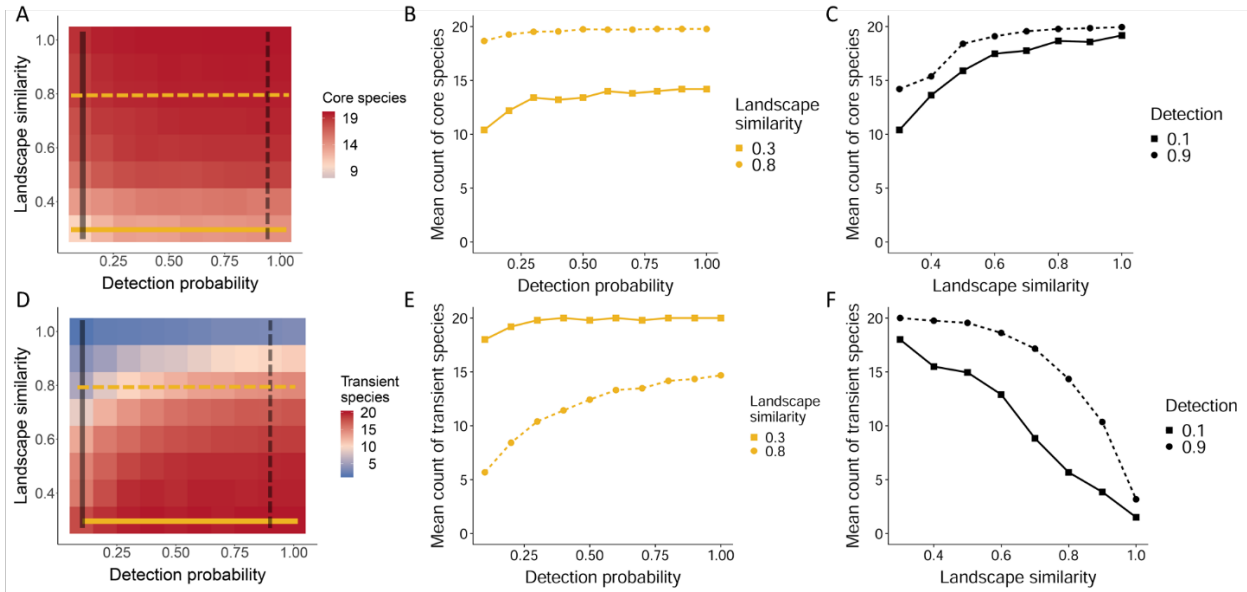 A
Landscape similarity
1.0
0.8
0.6
0.4
0.25
0.50
0.75
1.00
Detection probability
Core species
19
14
9
B
Mean count of core species
20
15
10
5
0
0.25
0.50
0.75
1.00
Detection probability
Landscape
similarity
0.3
0.8
C
Mean count of core species
20
15
10
5
0
0.4
0.6
0.8
1.0
Landscape similarity
Detection
0.1
0.9
D
Landscape similarity
1.0
0.8
0.6
0.4
0.25
0.50
0.75
1.00
Detection probability
Transient
species
20
15
10
5
E
Mean count of transient species
20
15
10
5
0
0.25
0.50
0.75
1.00
Detection probability
Landscape
similarity
0.3
0.8
F
Mean count of transient species
20
15
10
5
0
0.4
0.6
0.8
1.0
Landscape similarity
Detection
0.1
0.9